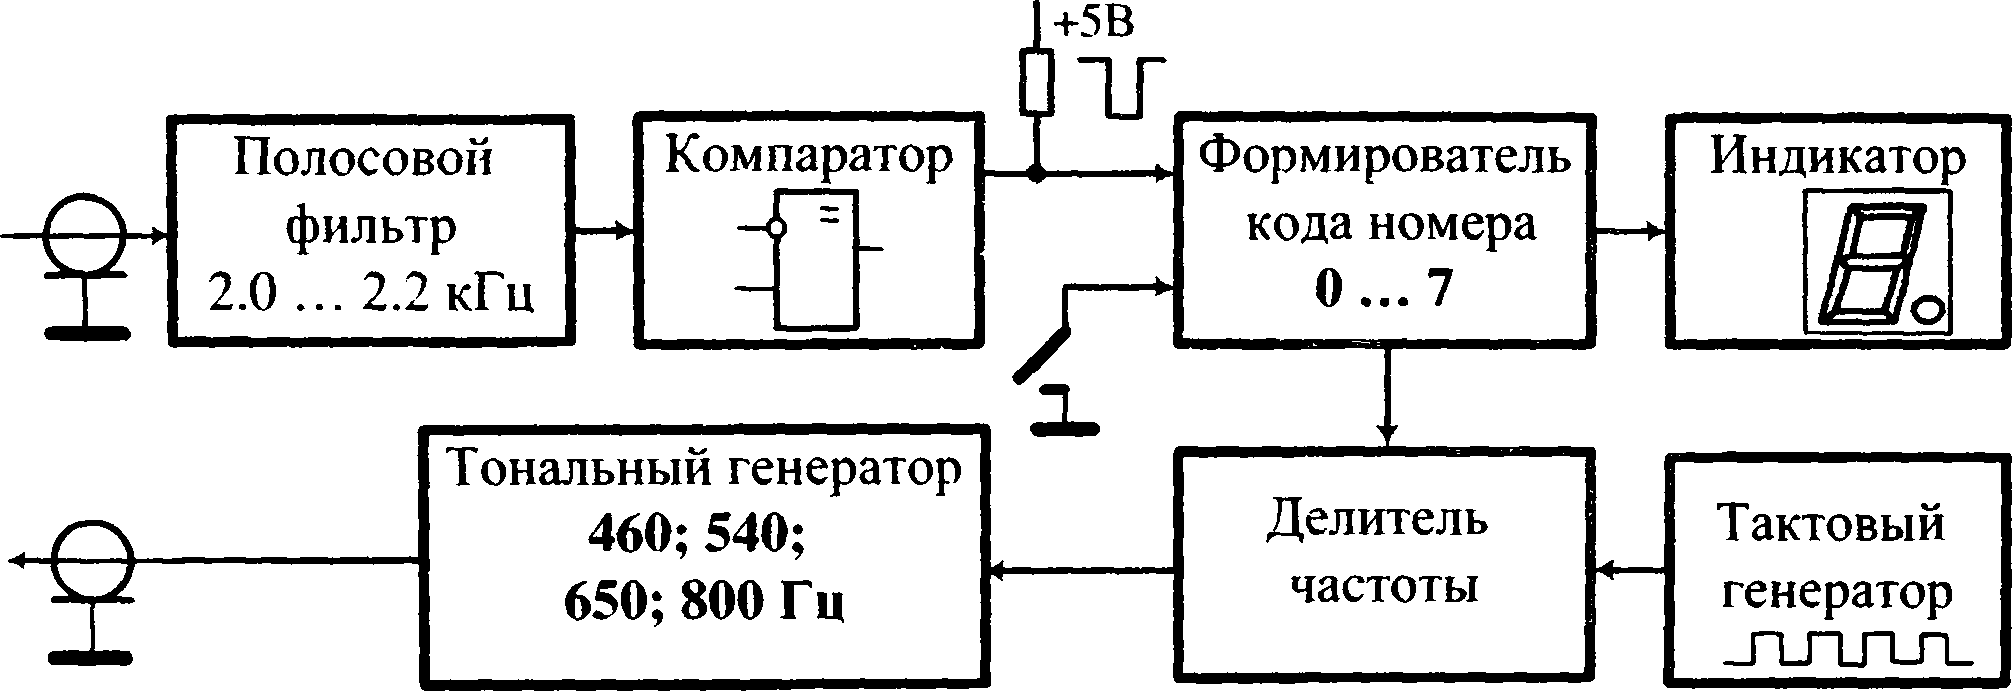 +5В
Полосовой
фильтр
2.0 ... 2.2 кГц
Компаратор
=
Формирователь
кода номера
0 ... 7
Индикатор
Тональный генератор
460; 540;
650; 800 Гц
Делитель
частоты
Тактовый
генератор